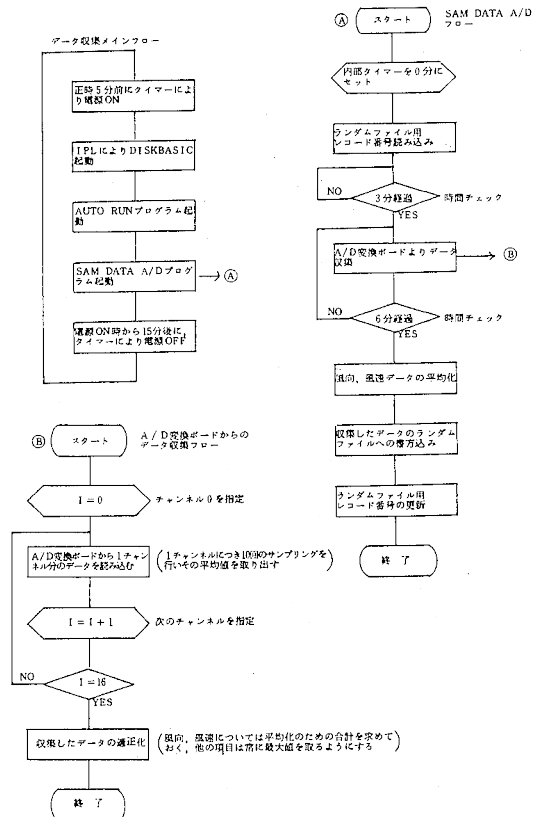 データ収集メインフロー
正時5分前にタイマーによ
り電源ON
IPLによりDISKBASIC
起動
AUTO RUNプログラム起
動
SAM DATA A/Dプログ
ラム起動
Ⓐ
電源ON時から15分後に
タイマーにより電源OFF
Ⓐ
スタート
SAM DATA A/D
フロー
内部タイマーを0分に
セット
ランダムファイル用
レコード番号読み込み
NO
3分経過
時間チェック
YES
A/D変換ボードよりデータ
収集
Ⓑ
NO
6分経過
時間チェック
YES
風向、風速データの平均化
収集したデータのランダム
ファイルへの書き込み
ランダムファイル用
レコード番号の更新
終 了
Ⓑ
スタート
A/D変換ボードからの
データ収集フロー
I=0
チャンネル0を指定
A/D変換ボードから1チャン
ネル分のデータを読み込む
(1チャンネルにつき10回のサンプリングを
行いその平均値を取り出す)
I=I+1
次のチャンネルを指定
NO
I=16
YES
収集したデータの適正化
(風向、風速については平均化のための合計を求めて
おく、他の項目は常に最大値を取るようにする)
終 了